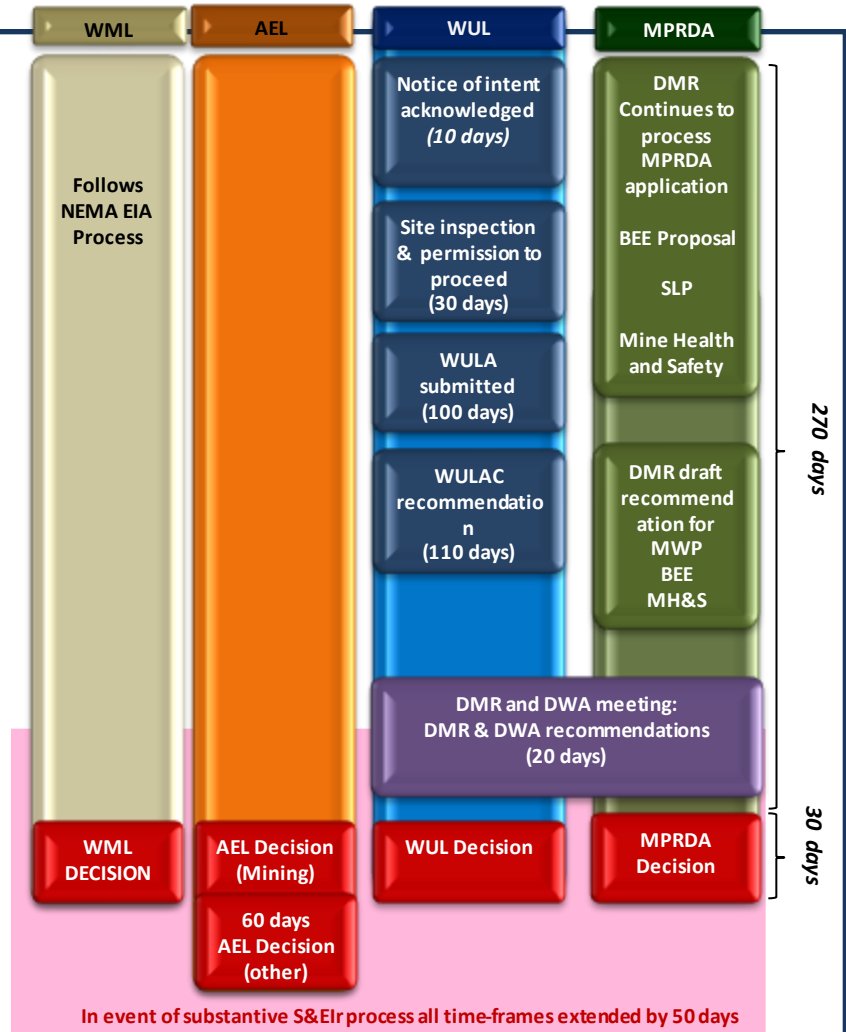 WML
AEL
WUL
MPRDA
Follows
NEMA EIA
Process
Notice of intent
acknowledged
(10 days)
Site inspection
& permission to
proceed
(30 days)
WULA
submitted
(100 days)
WULAC
recommendatio
n
(110 days)
DMR
Continues to
process
MPRDA
application
BEE Proposal
SLP
Mine Health
and Safety
DMR draft
recommend
ation for
MWP
BEE
MH&S
270 days
DMR and DWA meeting:
DMR & DWA recommendations
(20 days)
WML
DECISION
AEL Decision
(Mining)
60 days
AEL Decision
(other)
WUL Decision
MPRDA
Decision
30 days
In event of substantive S&EIr process all time-frames extended by 50 days